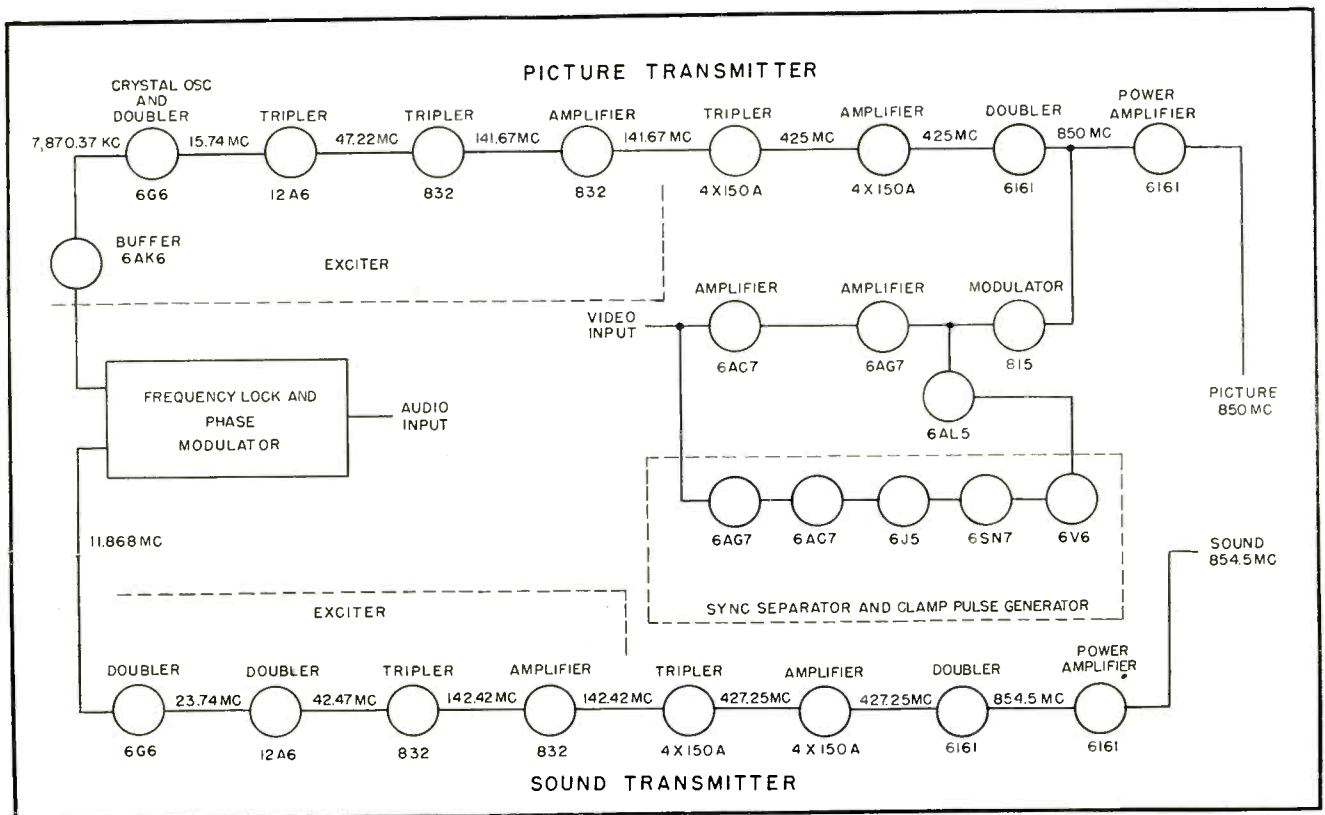 PICTURE TRANSMITTER
CRYSTAL OSC
AND
DOUBLER
TRIPLER
TRIPLER
AMPLIFIER
TRIPLER
AMPLIFIER
DOUBLER
POWER
AMPLIFIER
7,870.37 KC
15.74 MC
47.22 MC
141.67 MC
141.67 MC
425 MC
425 MC
850 MC
6G6
12A6
832
832
4X150A
4X150A
6161
6161
BUFFER
6AK6
EXCITER
VIDEO
INPUT
AMPLIFIER
AMPLIFIER
MODULATOR
6AC7
6AG7
815
6AL5
PICTURE
850 MC
FREQUENCY LOCK AND
PHASE
MODULATOR
AUDIO
INPUT
6AG7
6AC7
6J5
6SN7
6V6
SYNC SEPARATOR AND CLAMP PULSE GENERATOR
11.868 MC
SOUND
854.5 MC
EXCITER
DOUBLER
DOUBLER
TRIPLER
AMPLIFIER
TRIPLER
AMPLIFIER
DOUBLER
POWER
AMPLIFIER
23.74 MC
42.47 MC
142.42 MC
142.42 MC
427.25 MC
427.25 MC
854.5 MC
6G6
12A6
832
832
4X150A
4X150A
6161
6161
SOUND TRANSMITTER